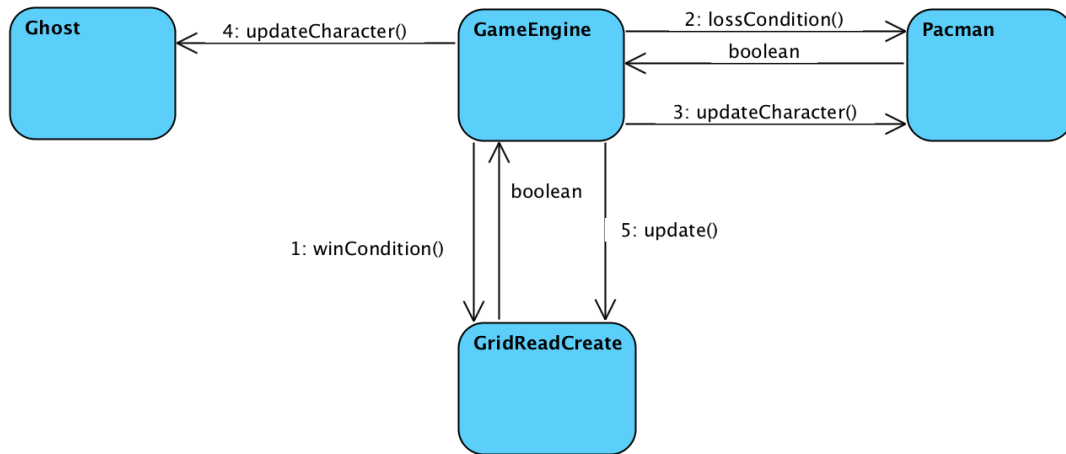 Ghost
4: updateCharacter()
GameEngine
2: lossCondition()
Pacman
boolean
3: updateCharacter()
boolean
5: update()
1: winCondition()
GridReadCreate